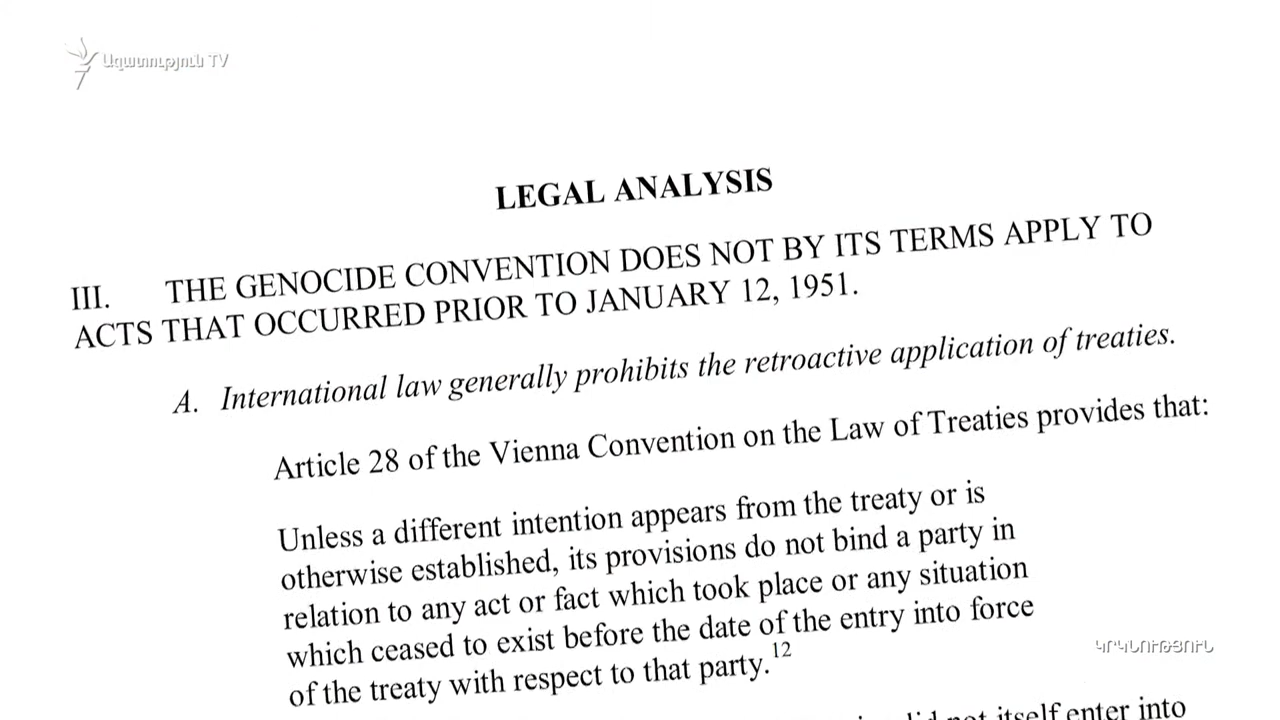 Ազատություն TV
LEGAL ANALYSIS
III. THE GENOCIDE CONVENTION DOES NOT BY ITS TERMS APPLY TO
ACTS THAT OCCURRED PRIOR TO JANUARY 12, 1951.
A. International law generally prohibits the retroactive application of treaties.
Article 28 of the Vienna Convention on the Law of Treaties provides that:
Unless a different intention appears from the treaty or is
otherwise established, its provisions do not bind a party in
relation to any act or fact which took place or any situation
which ceased to exist before the date of the entry into force
of the treaty with respect to that party.12
ԿՐԿՆՈՒԹՅՈՒՆ
not itself enter into